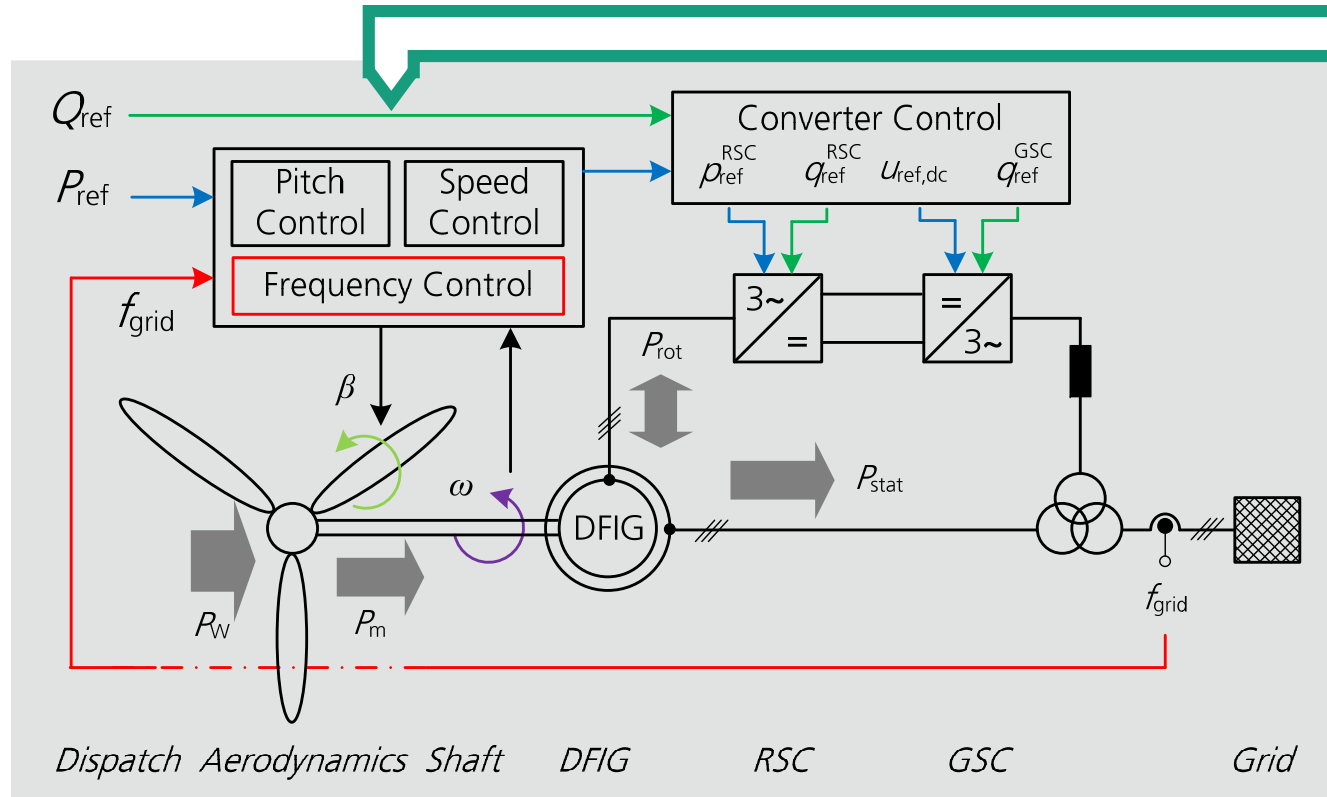 Q_ref
Converter Control
p_ref^RSC q_ref^RSC u_ref,dc q_ref^GSC
P_ref
Pitch Control
Speed Control
Frequency Control
f_grid
3~
=
=
3~
P_rot
β
ω
P_stat
DFIG
f_grid
P_W
P_m
Dispatch Aerodynamics Shaft DFIG RSC GSC Grid